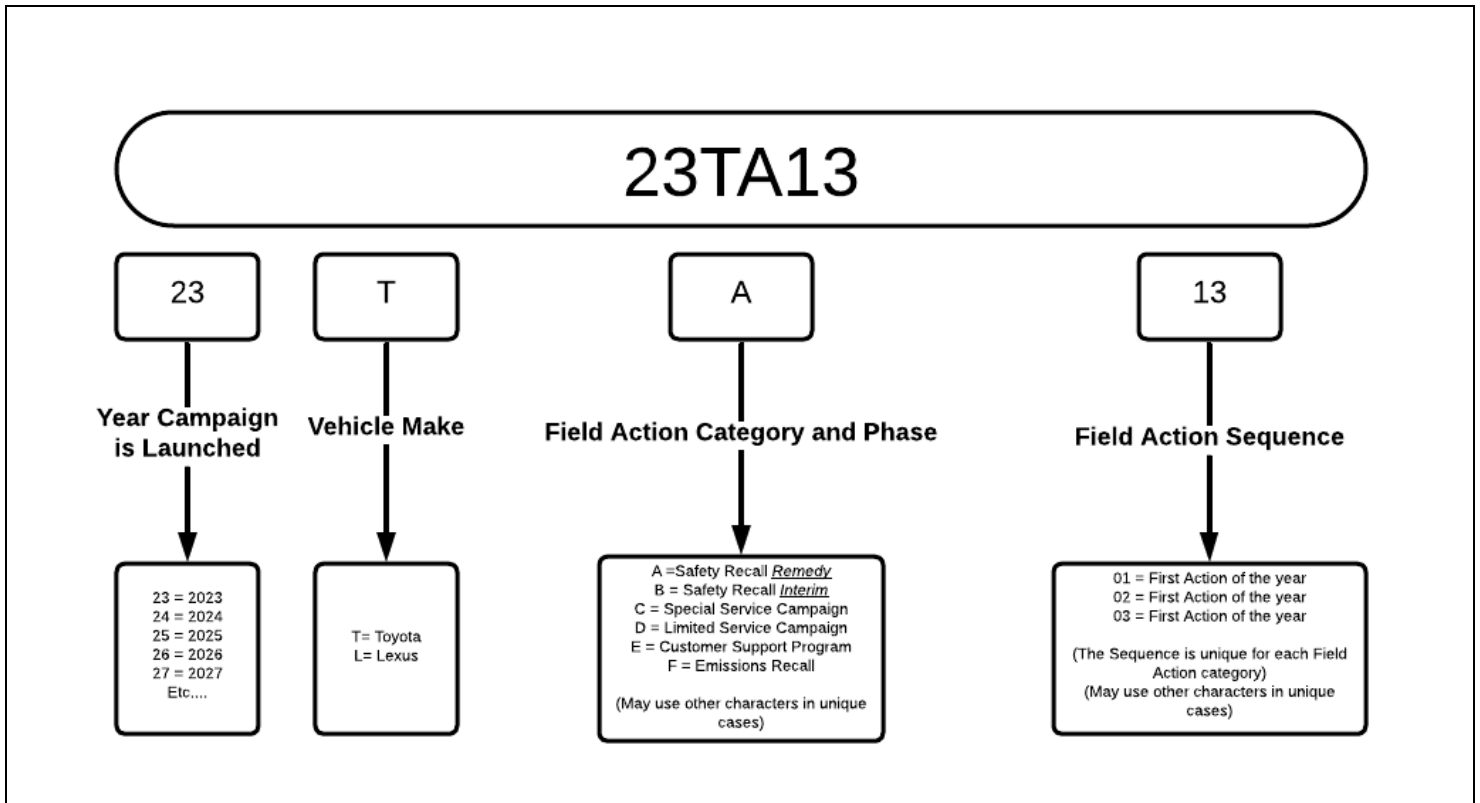 23TA13
23
T
A
13
Year Campaign
is Launched
Vehicle Make
Field Action Category and Phase
Field Action Sequence
23 = 2023
24 = 2024
25 = 2025
26 = 2026
27 = 2027
Etc....
T= Toyota
L= Lexus
A =Safety Recall Remedy
B = Safety Recall Interim
C = Special Service Campaign
D = Limited Service Campaign
E = Customer Support Program
F = Emissions Recall
(May use other characters in unique
cases)
01 = First Action of the year
02 = First Action of the year
03 = First Action of the year
(The Sequence is unique for each Field
Action category)
(May use other characters in unique
cases)